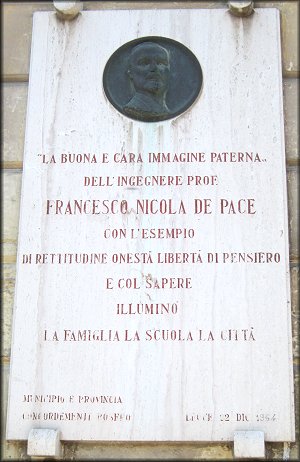 "LA BUONA E CARA IMMAGINE PATERNA„
DELL'INGEGNERE PROF.
FRANCESCO NICOLA DE PACE
CON L'ESEMPIO
DI RETTITUDINE ONESTÀ LIBERTÀ DI PENSIERO
E COL SAPERE
ILLUMINÒ
LA FAMIGLIA LA SCUOLA LA CITTÀ
MUNICIPIO E PROVINCIA
CONCORDEMENTE POSERO
LECCE 12 DIC.